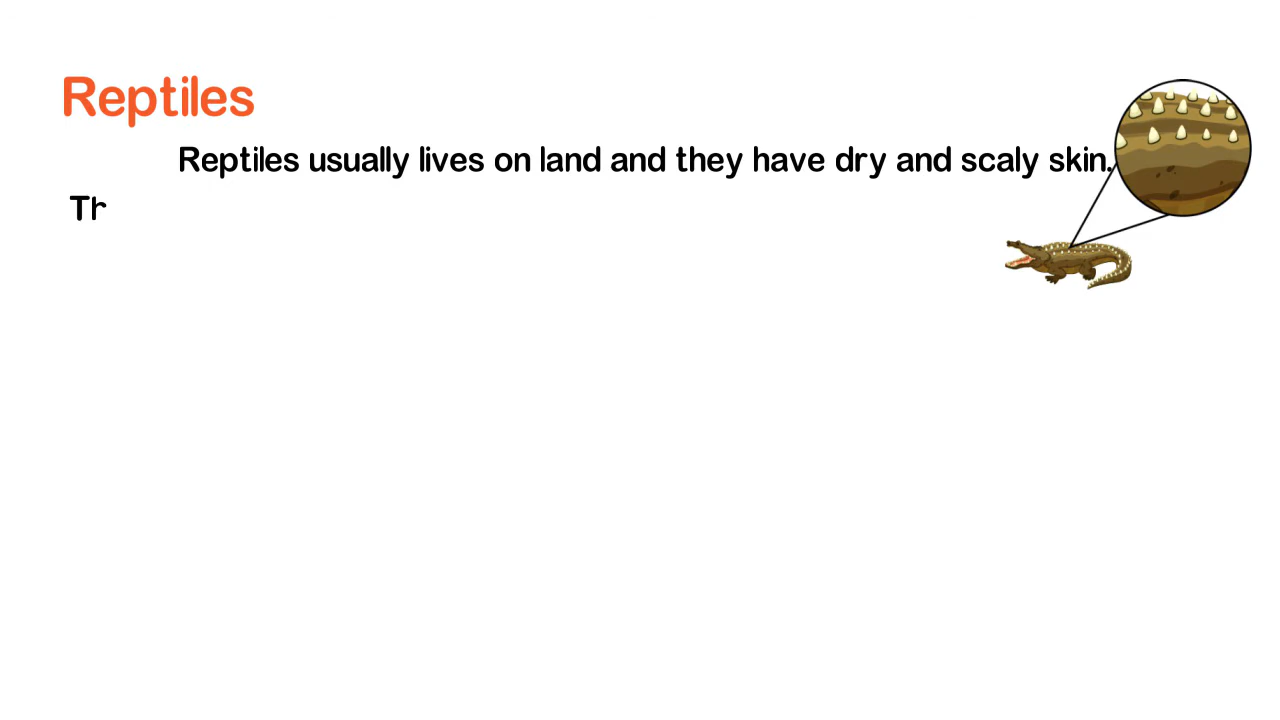 Reptiles
Reptiles usually lives on land and they have dry and scaly skin.
Th